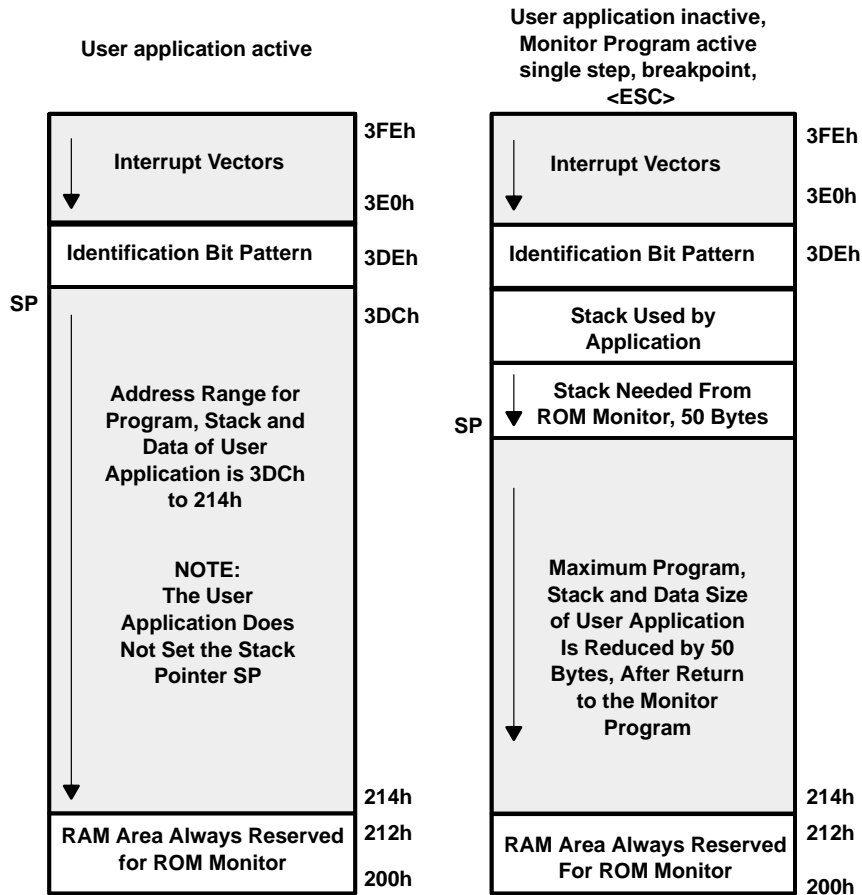 User application active
3FEh
Interrupt Vectors
3E0h
Identification Bit Pattern
3DEh
SP
3DCh
Address Range for
Program, Stack and
Data of User
Application is 3DCh
to 214h
NOTE:
The User
Application Does
Not Set the Stack
Pointer SP
214h
RAM Area Always Reserved
for ROM Monitor
212h
200h
User application inactive,
Monitor Program active
single step, breakpoint,
<ESC>
3FEh
Interrupt Vectors
3E0h
Identification Bit Pattern
3DEh
Stack Used by
Application
Stack Needed From
ROM Monitor, 50 Bytes
SP
Maximum Program,
Stack and Data Size
of User Application
Is Reduced by 50
Bytes, After Return
to the Monitor
Program
214h
212h
RAM Area Always Reserved
For ROM Monitor
200h